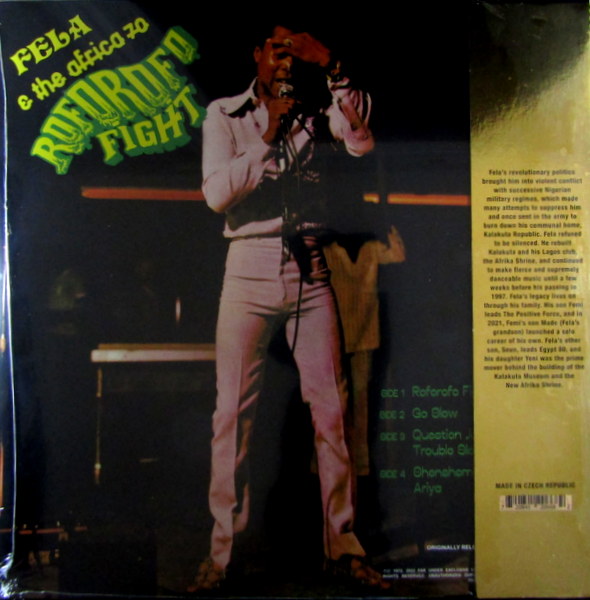 FELA
& the africa 70
ROFOROFO
FIGHT
Fela's revolutionary politics
brought him into violent conflict
with successive Nigerian
military regimes, which made
many attempts to suppress him
and once sent in the army to
burn down his communal home,
Kalakuta Republic. Fela refused
to be silenced. He rebuilt
Kalakuta and his Lagos club,
the Afrika Shrine, and continued
to make fierce and supremely
danceable music until a few
weeks before his passing in
1997. Fela's legacy lives on
through his family. His son Femi
leads The Positive Force, and in
2021, Femi's son Made (Fela's
grandson) launched a solo
career of his own. Fela's other
son, Seun, leads Egypt 80, and
his daughter Yeni was the prime
mover behind the building of the
Kalakuta Museum and the
New Afrika Shrine.
SIDE 1 Roforofo F
SIDE 2 Go Slow
SIDE 3 Question
Trouble Sl
SIDE 4 Shenshem
Ariya
MADE IN CZECH REPUBLIC
ORIGINALLY REL